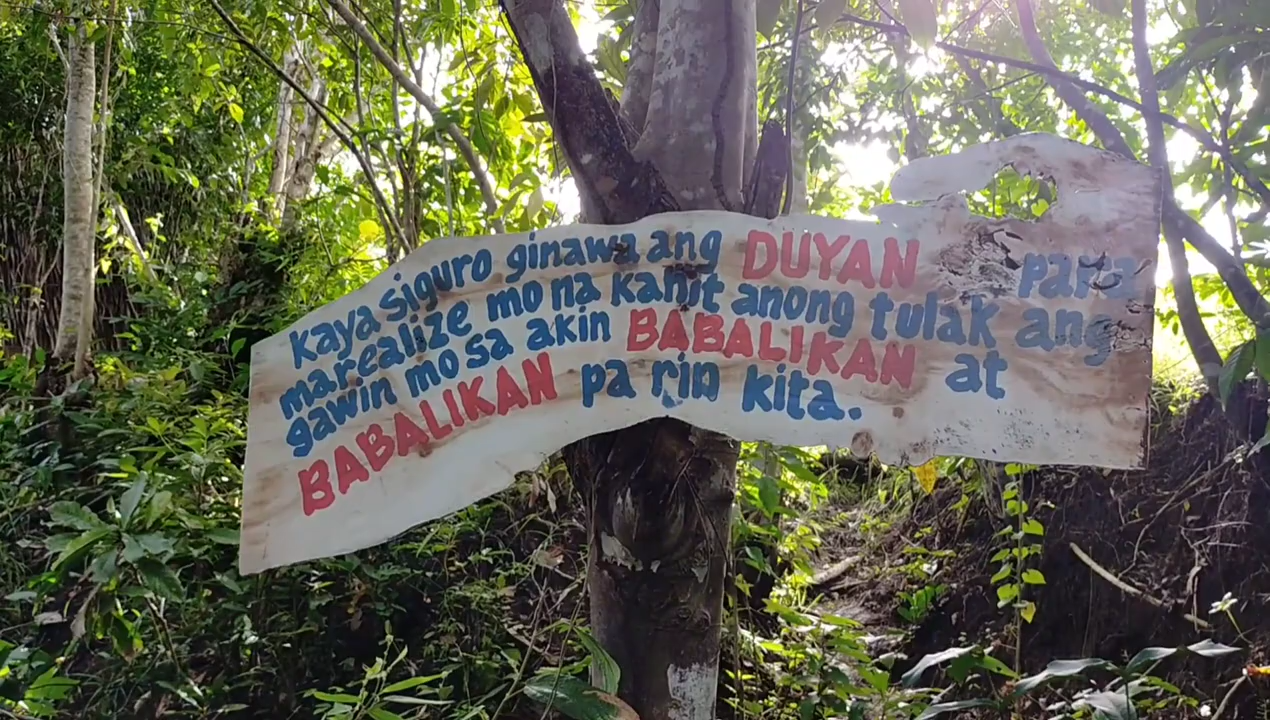 Kaya siguro ginawa ang DUYAN para
marealize mo na kahit anong tulak ang
gawin mo sa akin BABALIKAN at
BABALIKAN pa rin kita.